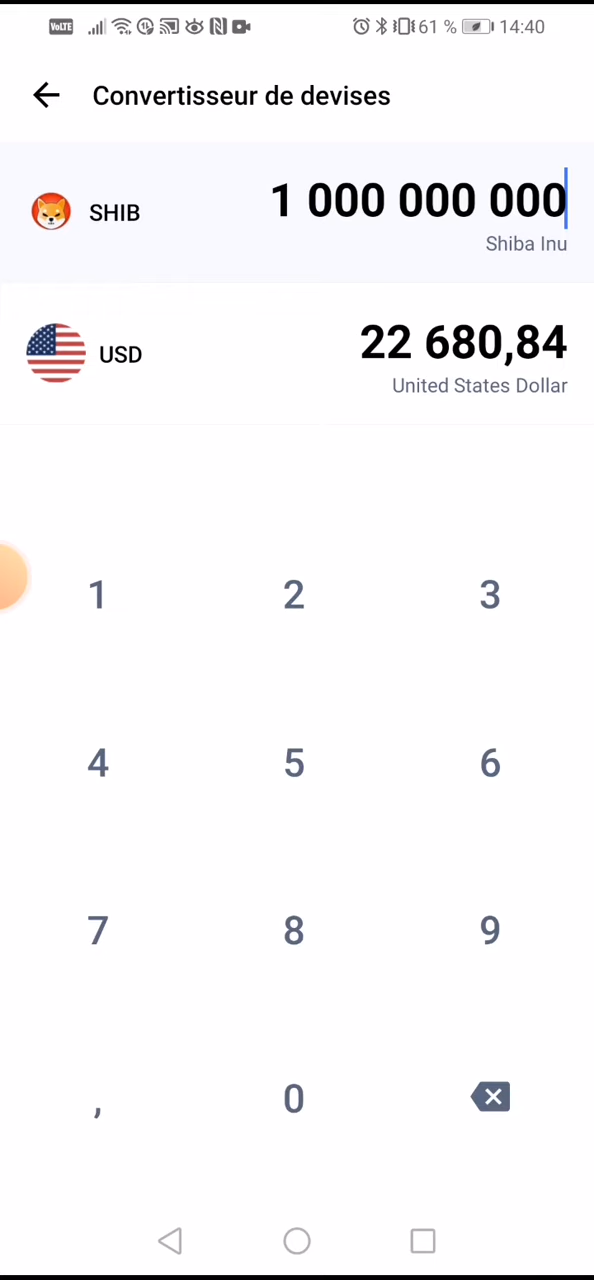 VoLTE 61 % 14:40
Convertisseur de devises
SHIB 1 000 000 000
Shiba Inu
USD 22 680,84
United States Dollar
1 2 3
4 5 6
7 8 9
, 0